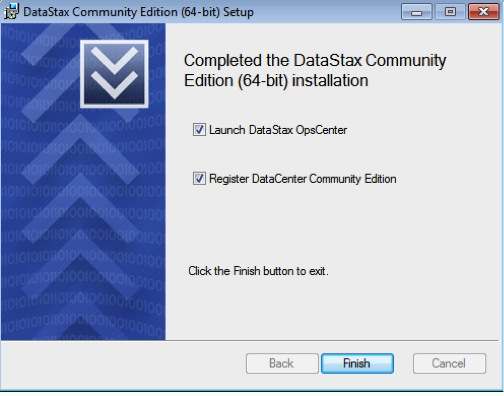 DataStax Community Edition (64-bit) Setup
Completed the DataStax Community
Edition (64-bit) installation
Launch DataStax OpsCenter
Register DataCenter Community Edition
Click the Finish button to exit.
Back
Finish
Cancel